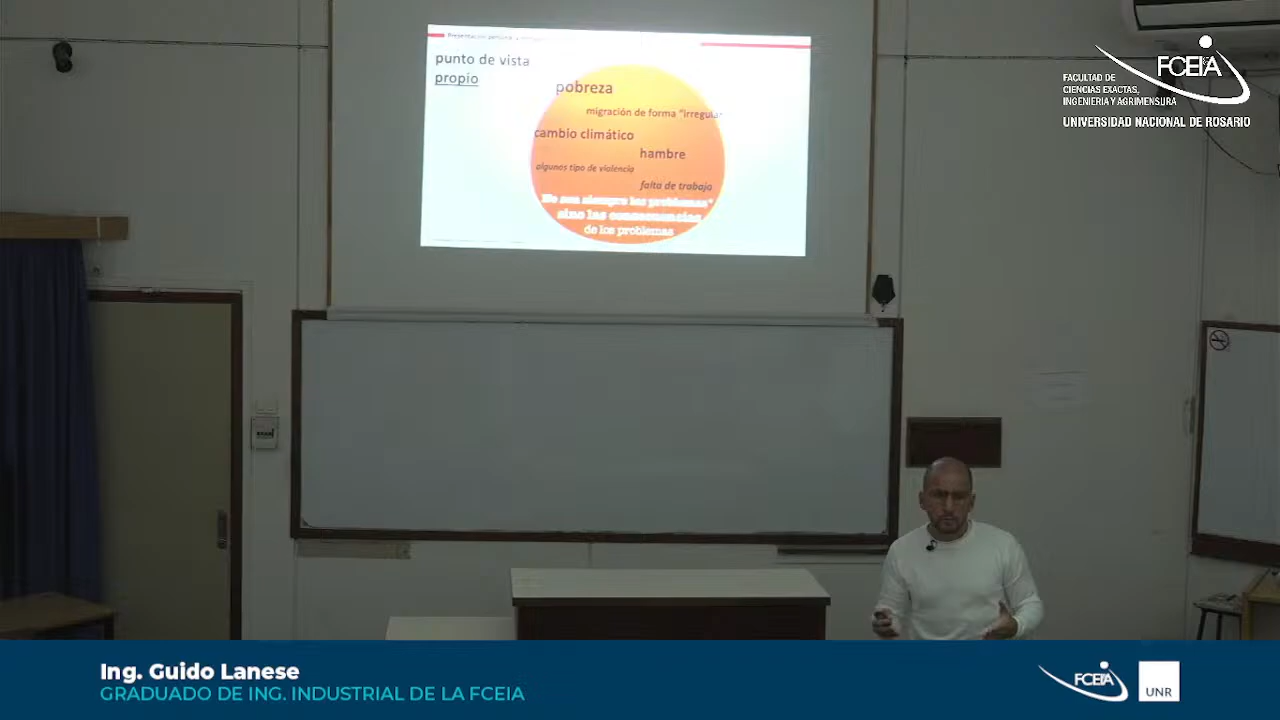 punto de vista
propio
pobreza
migración de forma "irregular
cambio climático
hambre
algunos tipo de violencia
falta de trabajo
No son siempre los problemas"
sino las consecuencias
de los problemas
FCEIA
FACULTAD DE
CIENCIAS EXACTAS,
INGENIERÍA Y AGRIMENSURA
UNIVERSIDAD NACIONAL DE ROSARIO
Ing. Guido Lanese
GRADUADO DE ING. INDUSTRIAL DE LA FCEIA
FCEIA
UNR